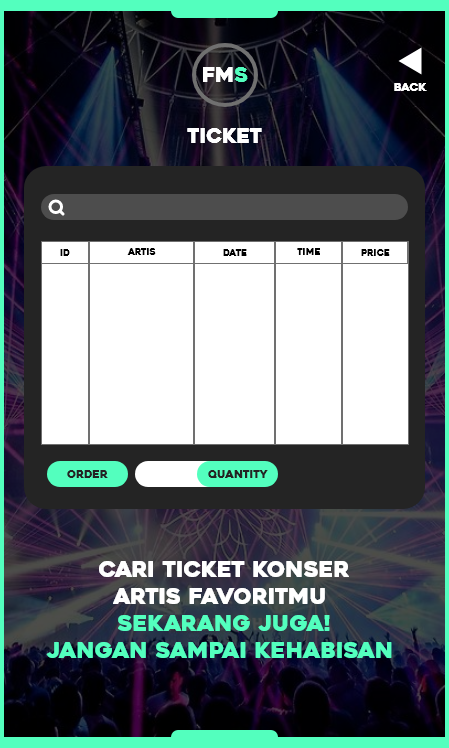 FMS
BACK
TICKET
ID ARTIS DATE TIME PRICE
ORDER QUANTITY
CARI TICKET KONSER
ARTIS FAVORITMU
SEKARANG JUGA!
JANGAN SAMPAI KEHABISAN